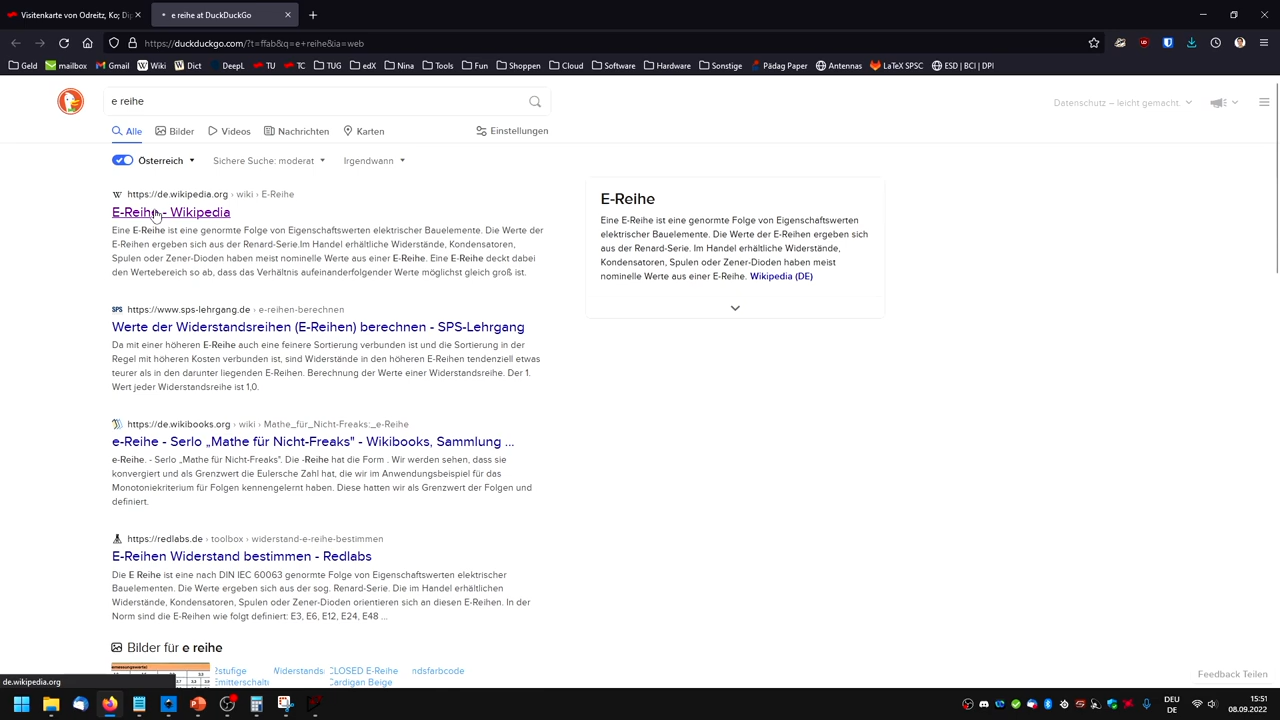 Visitenkarte von Odreitz, Ko; Dip
e reihe at DuckDuckGo
https://duckduckgo.com/?t=ffab&q=e+reihe&ia=web
Geld mailbox Gmail Wiki Dict DeepL TU TC TUG edX Nina Tools Fun Shoppen Cloud Software Hardware Sonstige Pädag Paper Antennas LaTeX SPSC ESD | BCI | DPI
e reihe
Datenschutz – leicht gemacht.
Alle Bilder Videos Nachrichten Karten Einstellungen
Österreich Sichere Suche: moderat Irgendwann
https://de.wikipedia.org › wiki › E-Reihe
E-Reihe - Wikipedia
Eine E-Reihe ist eine genormte Folge von Eigenschaftswerten elektrischer Bauelemente. Die Werte der
E-Reihen ergeben sich aus der Renard-Serie.Im Handel erhältliche Widerstände, Kondensatoren,
Spulen oder Zener-Dioden haben meist nominelle Werte aus einer E-Reihe. Eine E-Reihe deckt dabei
den Wertebereich so ab, dass das Verhältnis aufeinanderfolgender Werte möglichst gleich groß ist.
E-Reihe
Eine E-Reihe ist eine genormte Folge von Eigenschaftswerten
elektrischer Bauelemente. Die Werte der E-Reihen ergeben sich
aus der Renard-Serie. Im Handel erhältliche Widerstände,
Kondensatoren, Spulen oder Zener-Dioden haben meist
nominelle Werte aus einer E-Reihe. Wikipedia (DE)
SPS https://www.sps-lehrgang.de › e-reihen-berechnen
Werte der Widerstandsreihen (E-Reihen) berechnen - SPS-Lehrgang
Da mit einer höheren E-Reihe auch eine feinere Sortierung verbunden ist und die Sortierung in der
Regel mit höheren Kosten verbunden ist, sind Widerstände in den höheren E-Reihen tendenziell etwas
teurer als in den darunter liegenden E-Reihen. Berechnung der Werte einer Widerstandsreihe. Der 1.
Wert jeder Widerstandsreihe ist 1,0.
https://de.wikibooks.org › wiki › Mathe_für_Nicht-Freaks:_e-Reihe
e-Reihe - Serlo „Mathe für Nicht-Freaks" - Wikibooks, Sammlung ...
e-Reihe. - Serlo „Mathe für Nicht-Freaks". Die -Reihe hat die Form . Wir werden sehen, dass sie
konvergiert und als Grenzwert die Eulersche Zahl hat, die wir im Anwendungsbeispiel für das
Monotoniekriterium für Folgen kennengelernt haben. Diese hatten wir als Grenzwert der Folgen und
definiert.
https://redlabs.de › toolbox › widerstand-e-reihe-bestimmen
E-Reihen Widerstand bestimmen - Redlabs
Die E Reihe ist eine nach DIN IEC 60063 genormte Folge von Eigenschaftswerten elektrischer
Bauelementen. Die Werte ergeben sich aus der sog. Renard-Serie. Die im Handel erhältlichen
Widerstände, Kondensatoren, Spulen oder Zener-Dioden orientieren sich an diesen E-Reihen. In der
Norm sind die E-Reihen wie folgt definiert: E3, E6, E12, E24, E48 ...
Bilder für e reihe
2stufige Widerstands CLOSED E-Reihe ndsfarbcode
Emitterschalt Cardigan Beige
Feedback Teilen
de.wikipedia.org
DEU
DE
15:51
08.09.2022